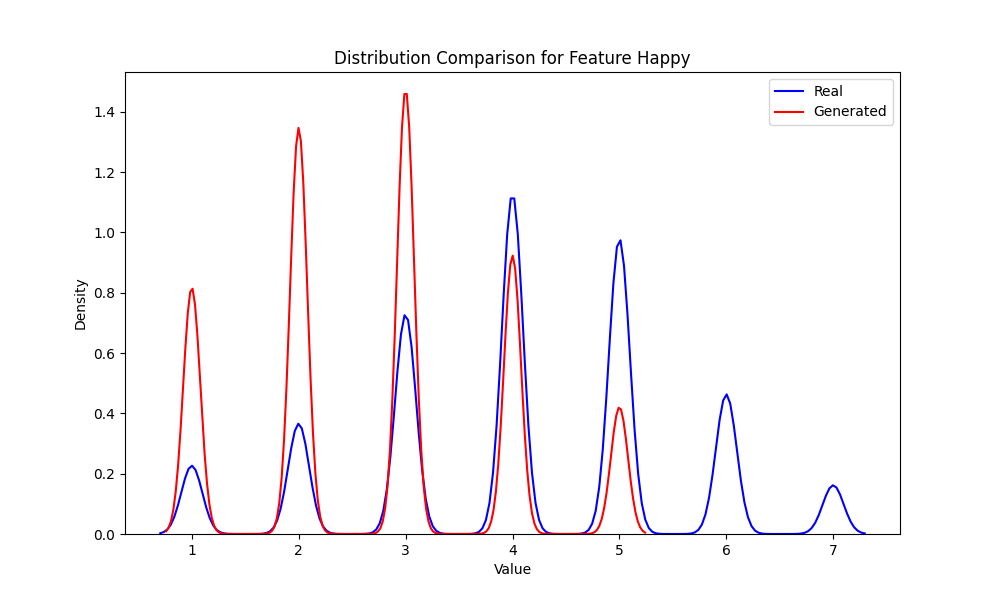 Distribution Comparison for Feature Happy
Real
Generated
Density
1.4
1.2
1.0
0.8
0.6
0.4
0.2
0.0
1 2 3 4 5 6 7
Value